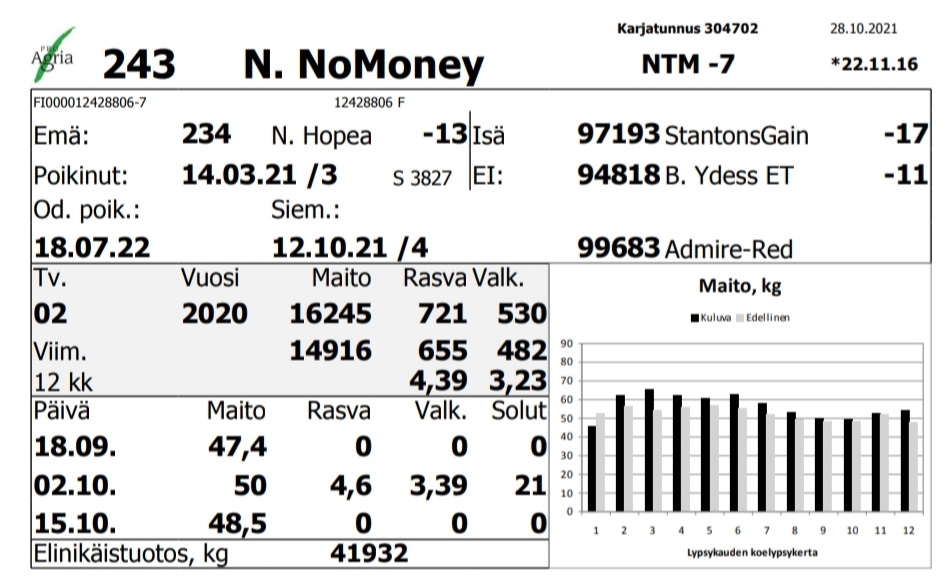 Karjatunnus 304702 28.10.2021
PRO Agria 243 N. NoMoney NTM -7 *22.11.16
FI000012428806-7 12428806 F
Emä: 234 N. Hopea -13 Isä 97193 StantonsGain -17
Poikinut: 14.03.21 /3 S 3827 EI: 94818 B. Ydess ET -11
Od. poik.: Siem.:
18.07.22 12.10.21 /4 99683 Admire-Red
Tv. Vuosi Maito Rasva Valk.
02 2020 16245 721 530
Viim. 14916 655 482
12 kk 4,39 3,23
Päivä Maito Rasva Valk. Solut
18.09. 47,4 0 0 0
02.10. 50 4,6 3,39 21
15.10. 48,5 0 0 0
Elinikäistuotos, kg 41932
Maito, kg
Kuluva Edellinen
90
80
70
60
50
40
30
20
10
0
1 2 3 4 5 6 7 8 9 10 11 12
Lypsykauden koelypsykerta